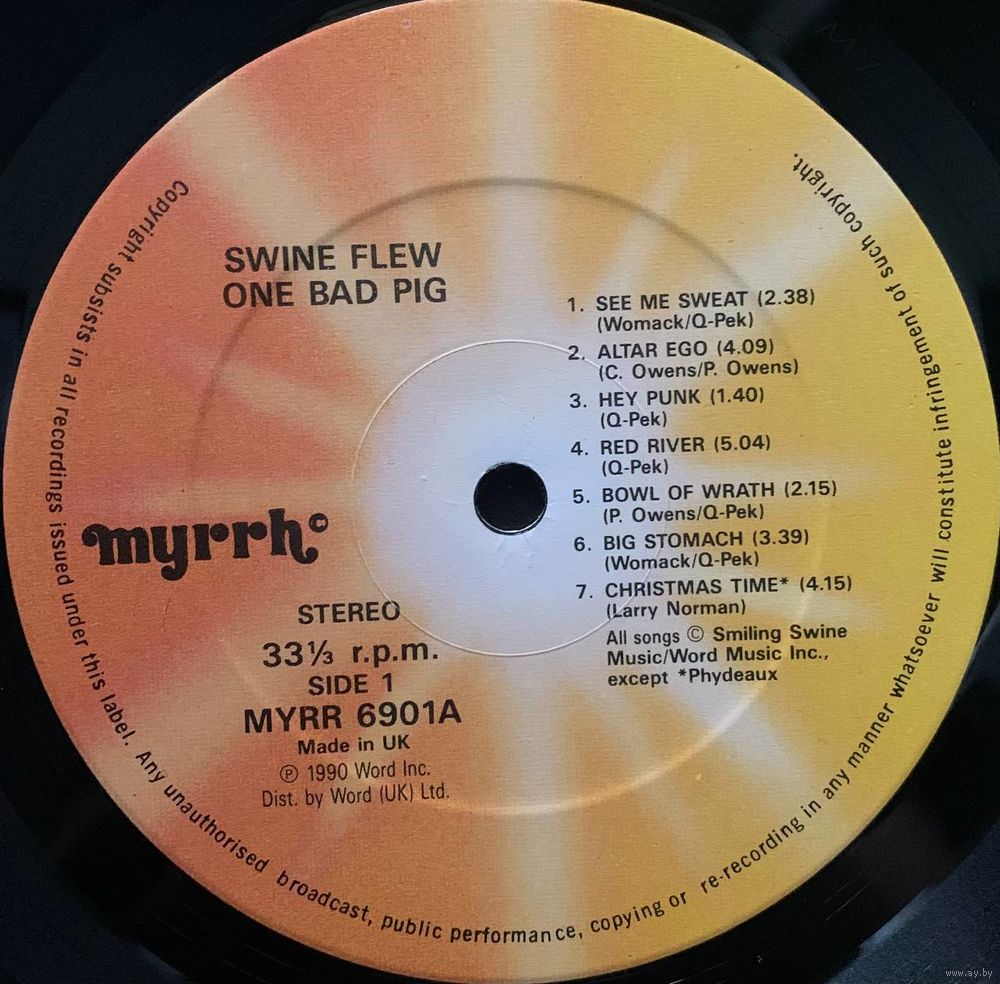 SWINE FLEW
ONE BAD PIG
1. SEE ME SWEAT (2.38)
(Womack/Q-Pek)
2. ALTAR EGO (4.09)
(C. Owens/P. Owens)
3. HEY PUNK (1.40)
(Q-Pek)
4. RED RIVER (5.04)
(Q-Pek)
5. BOWL OF WRATH (2.15)
(P. Owens/Q-Pek)
6. BIG STOMACH (3.39)
(Womack/Q-Pek)
7. CHRISTMAS TIME* (4.15)
(Larry Norman)
All songs © Smiling Swine
Music/Word Music Inc.,
except *Phydeaux
myrrh©
STEREO
33⅓ r.p.m.
SIDE 1
MYRR 6901A
Made in UK
℗ 1990 Word Inc.
Dist. by Word (UK) Ltd.
Copyright subsists in all recordings issued under this label. Any unauthorised broadcast, public performance, copying or re-recording in any manner whatsoever will constitute infringement of such copyright.
www.ay.by